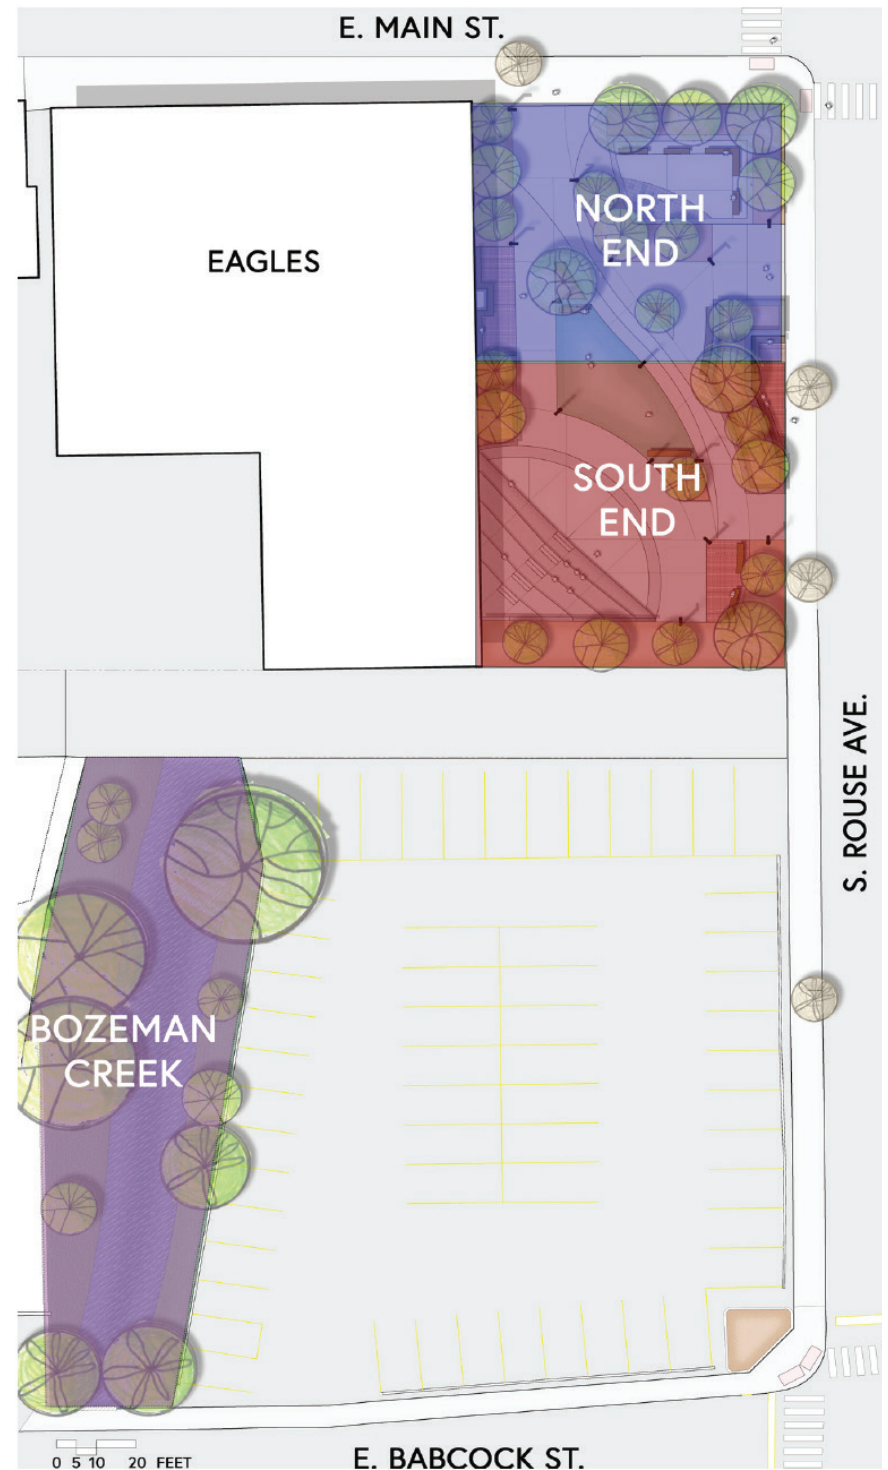 E. MAIN ST.
EAGLES
NORTH
END
SOUTH
END
S. ROUSE AVE.
BOZEMAN
CREEK
0 5 10 20 FEET
E. BABCOCK ST.